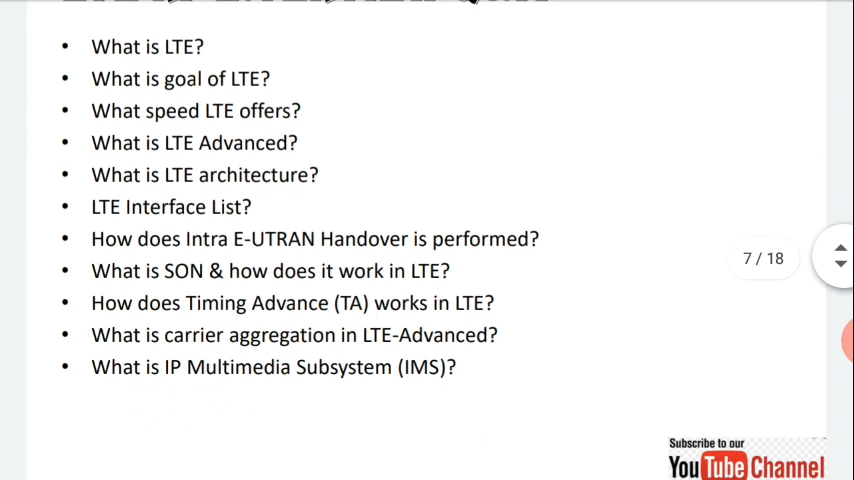 • What is LTE?
• What is goal of LTE?
• What speed LTE offers?
• What is LTE Advanced?
• What is LTE architecture?
• LTE Interface List?
• How does Intra E-UTRAN Handover is performed?
• What is SON & how does it work in LTE?
• How does Timing Advance (TA) works in LTE?
• What is carrier aggregation in LTE-Advanced?
• What is IP Multimedia Subsystem (IMS)?
7 / 18
Subscribe to our
YouTube Channel